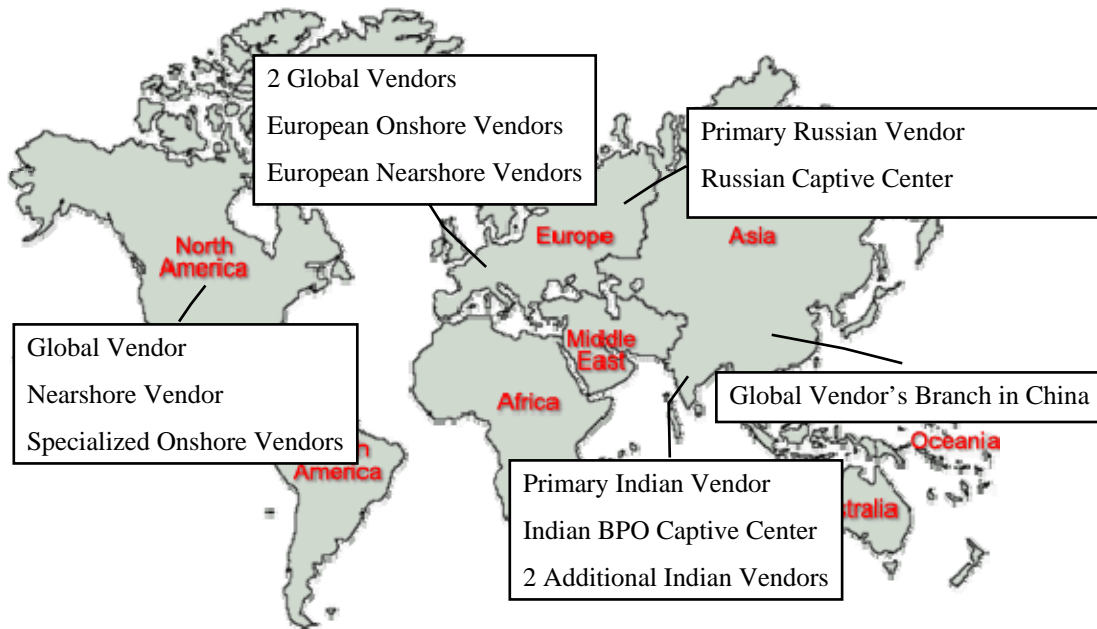 2 Global Vendors
European Onshore Vendors
European Nearshore Vendors
Primary Russian Vendor
Russian Captive Center
North
America
Europe
Asia
Global Vendor
Nearshore Vendor
Specialized Onshore Vendors
Middle
East
Africa
Global Vendor’s Branch in China
Oceania
America
Primary Indian Vendor
Indian BPO Captive Center
2 Additional Indian Vendors
stralia